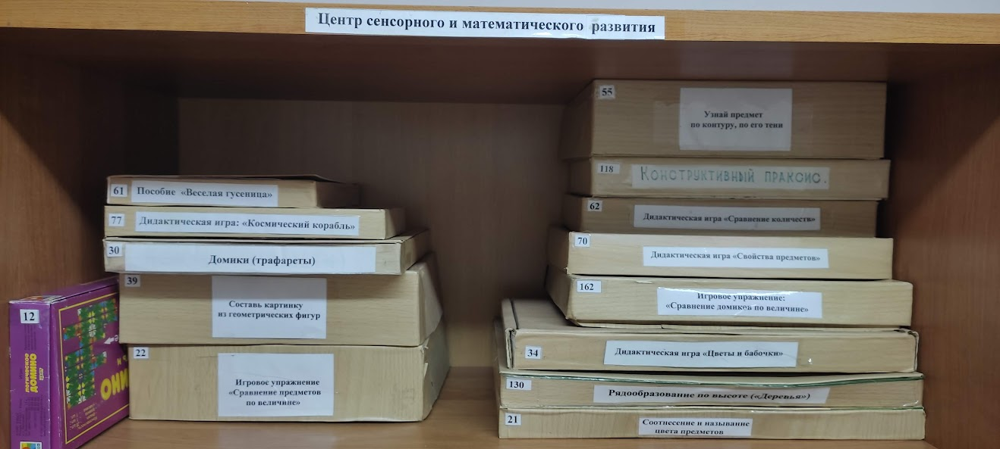 Центр сенсорного и математического развития
61
Пособие «Веселая гусеница»
77
Дидактическая игра: «Космический корабль»
30
Домики (трафареты)
39
Составь картинку
из геометрических фигур
22
Игровое упражнение
«Сравнение предметов
по величине»
12
ЛОГИЧЕСКОЕ
ДОМИНО
55
Узнай предмет
по контуру, по его тени
118
Конструктивный праксис.
62
Дидактическая игра «Сравнение количеств»
70
Дидактическая игра «Свойства предметов»
162
Игровое упражнение:
«Сравнение домиков по величине»
34
Дидактическая игра «Цветы и бабочки»
130
Рядообразование по высоте («Деревья»)
21
Соотнесение и называние
цвета предметов